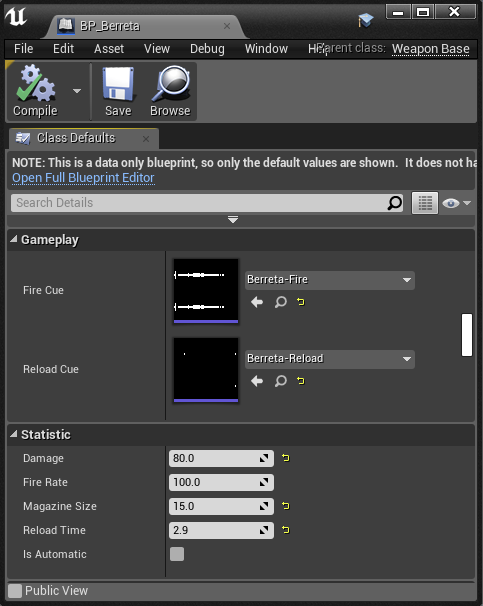 BP_Berreta
File Edit Asset View Debug Window Parent class: Weapon Base
Compile Save Browse
Class Defaults
NOTE: This is a data only blueprint, so only the default values are shown. It does not ha
Open Full Blueprint Editor
Search Details
Gameplay
Fire Cue Berreta-Fire
Reload Cue Berreta-Reload
Statistic
Damage 80.0
Fire Rate 100.0
Magazine Size 15.0
Reload Time 2.9
Is Automatic
Public View